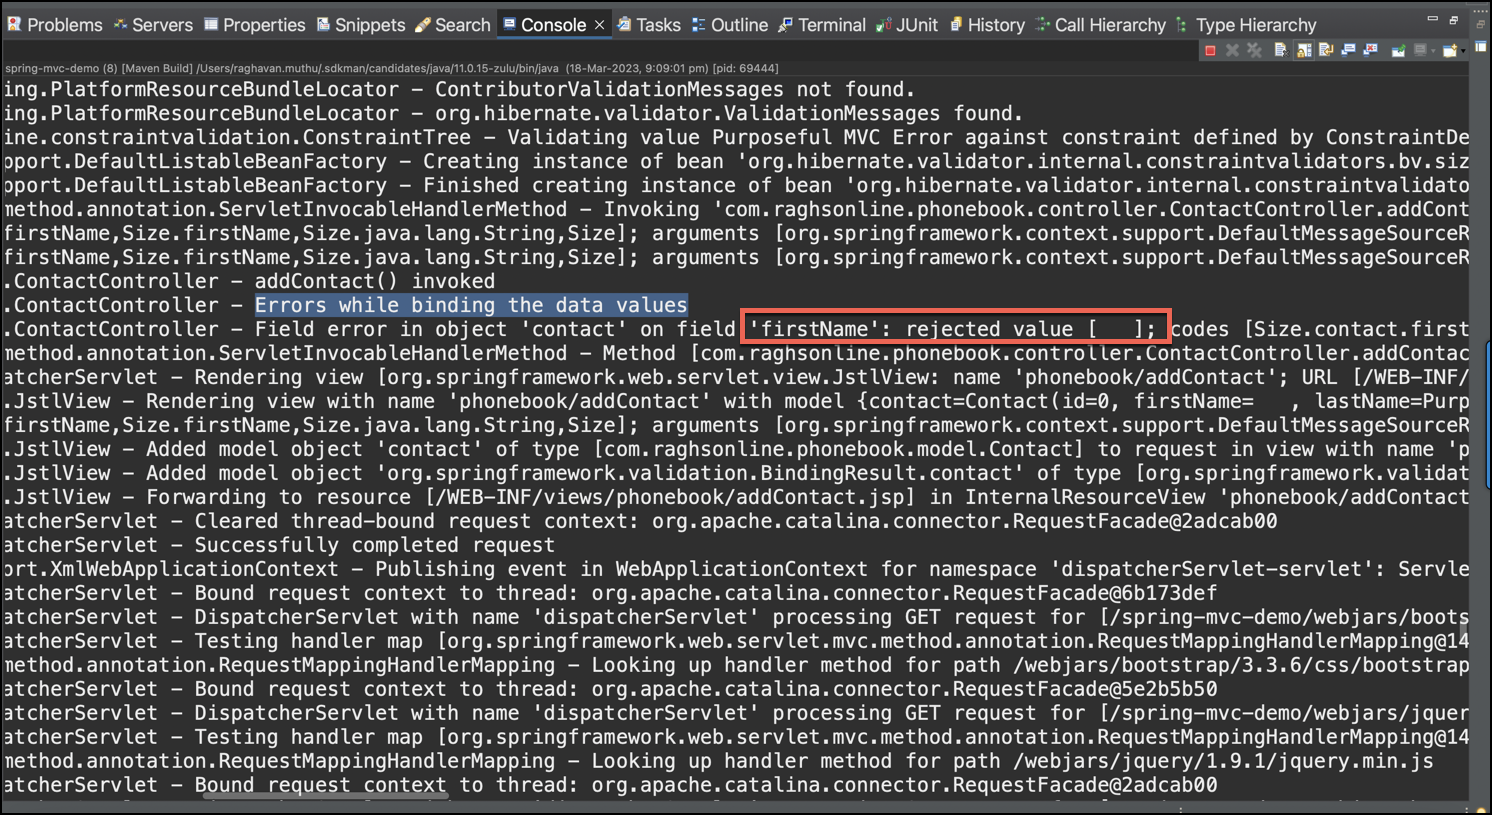 Problems Servers Properties Snippets Search Console Tasks Outline Terminal JUnit History Call Hierarchy Type Hierarchy
spring-mvc-demo (8) [Maven Build] /Users/raghavan.muthu/.sdkman/candidates/java/11.0.15-zulu/bin/java (18-Mar-2023, 9:09:01 pm) [pid: 69444]
ing.PlatformResourceBundleLocator - ContributorValidationMessages not found.
ing.PlatformResourceBundleLocator - org.hibernate.validator.ValidationMessages found.
ine.constraintvalidation.ConstraintTree - Validating value Purposeful MVC Error against constraint defined by ConstraintDe
pport.DefaultListableBeanFactory - Creating instance of bean 'org.hibernate.validator.internal.constraintvalidators.bv.siz
pport.DefaultListableBeanFactory - Finished creating instance of bean 'org.hibernate.validator.internal.constraintvalidato
method.annotation.ServletInvocableHandlerMethod - Invoking 'com.raghsonline.phonebook.controller.ContactController.addCont
firstName,Size.firstName,Size.java.lang.String,Size]; arguments [org.springframework.context.support.DefaultMessageSourceR
firstName,Size.firstName,Size.java.lang.String,Size]; arguments [org.springframework.context.support.DefaultMessageSourceR
.ContactController - addContact() invoked
.ContactController - Errors while binding the data values
.ContactController - Field error in object 'contact' on field 'firstName': rejected value [   ]; codes [Size.contact.first
method.annotation.ServletInvocableHandlerMethod - Method [com.raghsonline.phonebook.controller.ContactController.addContac
atcherServlet - Rendering view [org.springframework.web.servlet.view.JstlView: name 'phonebook/addContact'; URL [/WEB-INF/
.JstlView - Rendering view with name 'phonebook/addContact' with model {contact=Contact(id=0, firstName=   , lastName=Purp
firstName,Size.firstName,Size.java.lang.String,Size]; arguments [org.springframework.context.support.DefaultMessageSourceR
.JstlView - Added model object 'contact' of type [com.raghsonline.phonebook.model.Contact] to request in view with name 'p
.JstlView - Added model object 'org.springframework.validation.BindingResult.contact' of type [org.springframework.validat
.JstlView - Forwarding to resource [/WEB-INF/views/phonebook/addContact.jsp] in InternalResourceView 'phonebook/addContact
atcherServlet - Cleared thread-bound request context: org.apache.catalina.connector.RequestFacade@2adcab00
atcherServlet - Successfully completed request
ort.XmlWebApplicationContext - Publishing event in WebApplicationContext for namespace 'dispatcherServlet-servlet': Servle
atcherServlet - Bound request context to thread: org.apache.catalina.connector.RequestFacade@6b173def
atcherServlet - DispatcherServlet with name 'dispatcherServlet' processing GET request for [/spring-mvc-demo/webjars/boots
atcherServlet - Testing handler map [org.springframework.web.servlet.mvc.method.annotation.RequestMappingHandlerMapping@14
method.annotation.RequestMappingHandlerMapping - Looking up handler method for path /webjars/bootstrap/3.3.6/css/bootstrap
atcherServlet - Bound request context to thread: org.apache.catalina.connector.RequestFacade@5e2b5b50
atcherServlet - DispatcherServlet with name 'dispatcherServlet' processing GET request for [/spring-mvc-demo/webjars/jquer
atcherServlet - Testing handler map [org.springframework.web.servlet.mvc.method.annotation.RequestMappingHandlerMapping@14
method.annotation.RequestMappingHandlerMapping - Looking up handler method for path /webjars/jquery/1.9.1/jquery.min.js
atcherServlet - Bound request context to thread: org.apache.catalina.connector.RequestFacade@2adcab00